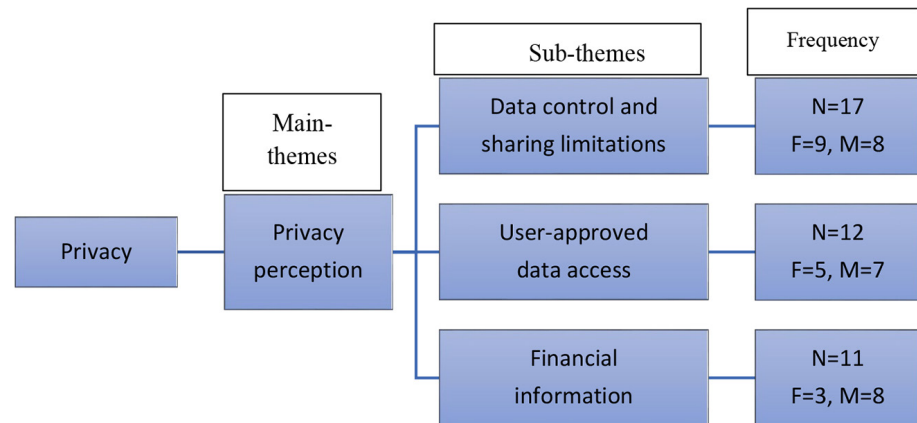 Privacy
Main-
themes
Privacy
perception
Sub-themes
Data control and
sharing limitations
User-approved
data access
Financial
information
Frequency
N=17
F=9, M=8
N=12
F=5, M=7
N=11
F=3, M=8